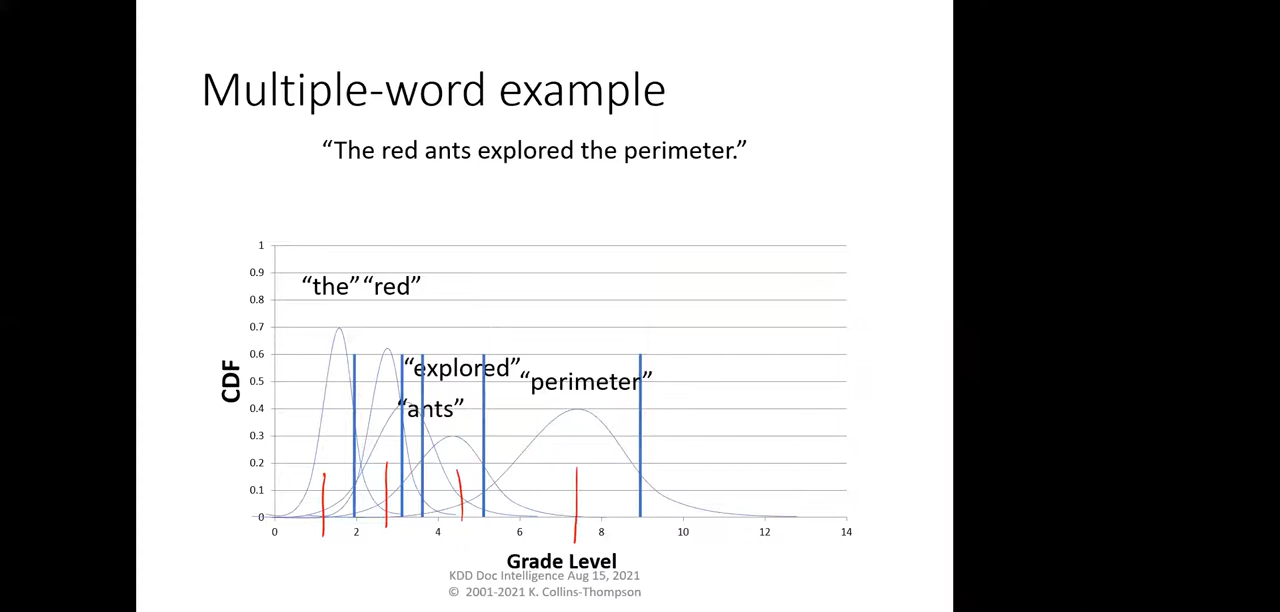 Multiple-word example
“The red ants explored the perimeter.”
1
0.9
“the” “red”
0.8
0.7
0.6
“explored”
“perimeter”
0.5
CDF
“ants”
0.4
0.3
0.2
0.1
0
0 2 4 6 8 10 12 14
Grade Level
KDD Doc Intelligence Aug 15, 2021
© 2001-2021 K. Collins-Thompson